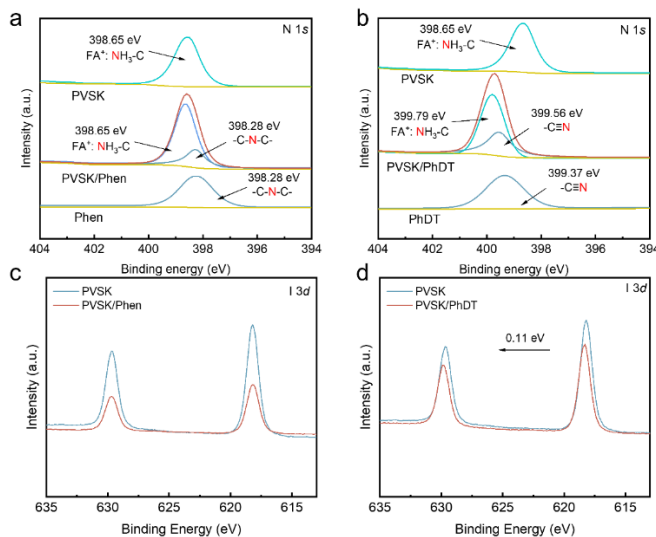 a
N 1s
398.65 eV
FA⁺: NH₃-C
PVSK
398.65 eV
FA⁺: NH₃-C
398.28 eV
-C-N-C-
PVSK/Phen
398.28 eV
-C-N-C-
Phen
Intensity (a.u.)
404 402 400 398 396 394
Binding energy (eV)
b
N 1s
398.65 eV
FA⁺: NH₃-C
PVSK
399.79 eV
FA⁺: NH₃-C
399.56 eV
-C≡N
PVSK/PhDT
399.37 eV
-C≡N
PhDT
Intensity (a.u.)
404 402 400 398 396 394
Binding energy (eV)
c
PVSK
PVSK/Phen
I 3d
Intensity (a.u.)
635 630 625 620 615
Binding Energy (eV)
d
PVSK
PVSK/PhDT
I 3d
0.11 eV
Intensity (a.u.)
635 630 625 620 615
Binding Energy (eV)